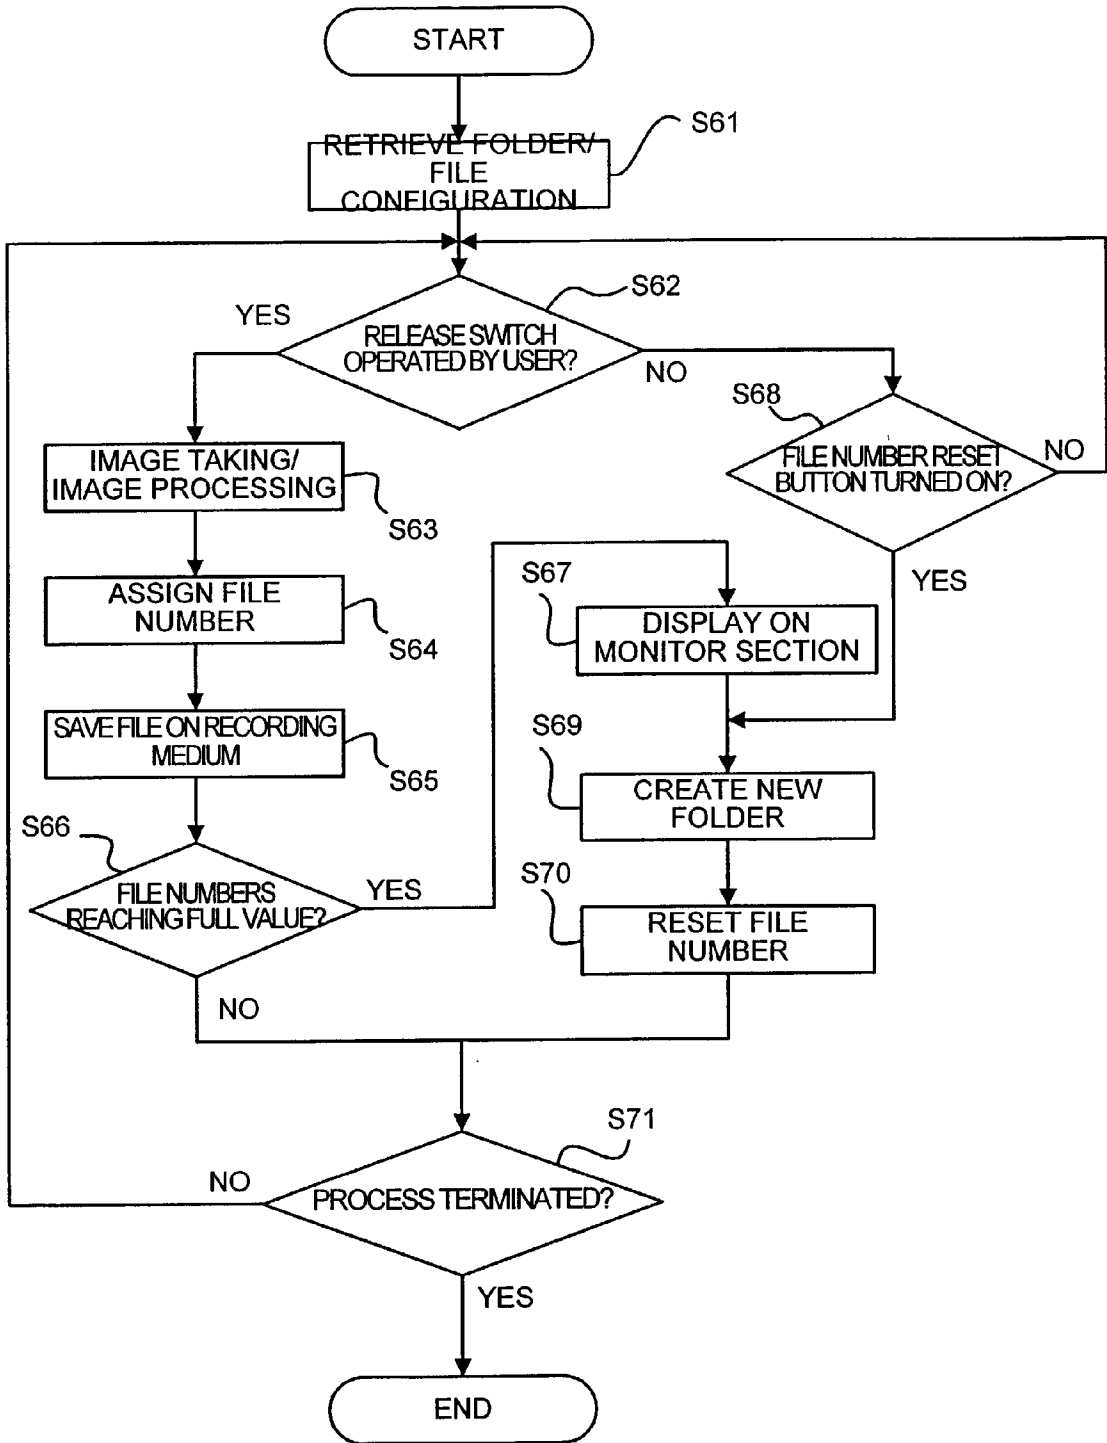 START
S61
RETRIEVE FOLDER/
FILE
CONFIGURATION
S62
YES
RELEASE SWITCH
OPERATED BY USER?
NO
S68
FILE NUMBER RESET
BUTTON TURNED ON?
NO
YES
IMAGE TAKING/
IMAGE PROCESSING
S63
ASSIGN FILE
NUMBER
S64
SAVE FILE ON RECORDING
MEDIUM
S65
S66
FILE NUMBERS
REACHING FULL VALUE?
YES
NO
S67
DISPLAY ON
MONITOR SECTION
S69
CREATE NEW
FOLDER
S70
RESET FILE
NUMBER
S71
NO
PROCESS TERMINATED?
YES
END